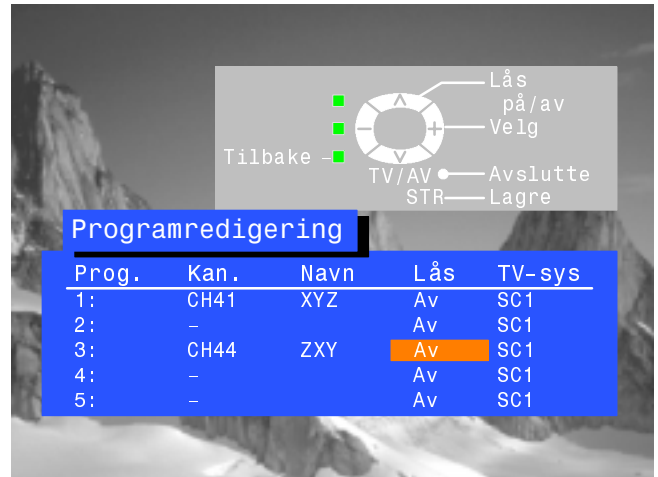 Lås
på/av
Velg
Tilbake
TV/AV Avslutte
STR Lagre
Programredigering
Prog. Kan. Navn Lås TV-sys
1: CH41 XYZ Av SC1
2: – Av SC1
3: CH44 ZXY Av SC1
4: – Av SC1
5: – Av SC1